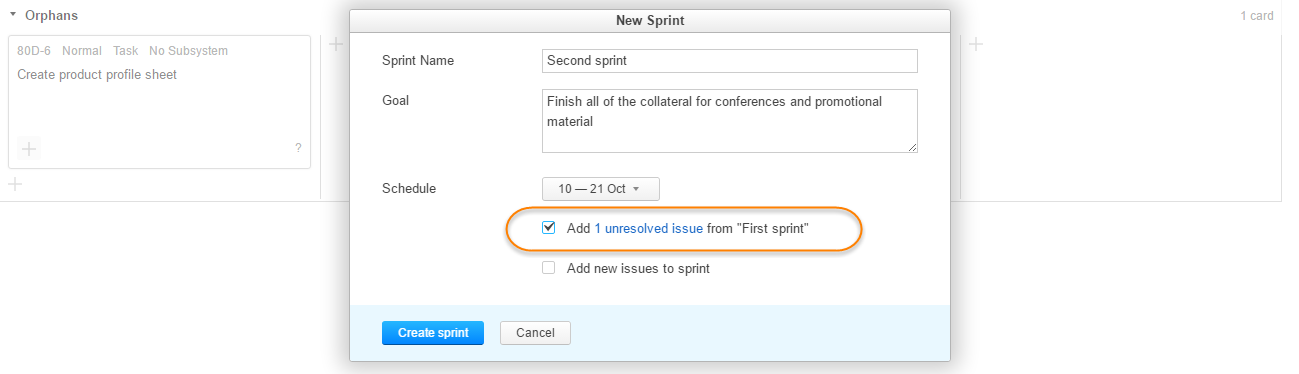 Orphans
1 card
80D-6 Normal Task No Subsystem
Create product profile sheet
?
New Sprint
Sprint Name
Second sprint
Goal
Finish all of the collateral for conferences and promotional
material
Schedule
10 — 21 Oct
Add 1 unresolved issue from "First sprint"
Add new issues to sprint
Create sprint
Cancel